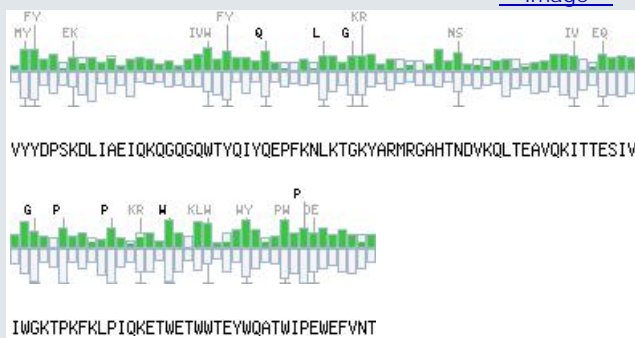 Image
FY FY KR
MY EK IVW Q L G NS IV EQ
VYYDPSKDLIAEIQKQGQGQWTYQIYQEPFKNLKTGKYARMRGAHTNDVKQLTEAVQKITTESIV
P
G P P KR W KLW WY PW DE
IWGKTPKFKLPIQKETWETWWTEYWQATWIPEWEFVNT